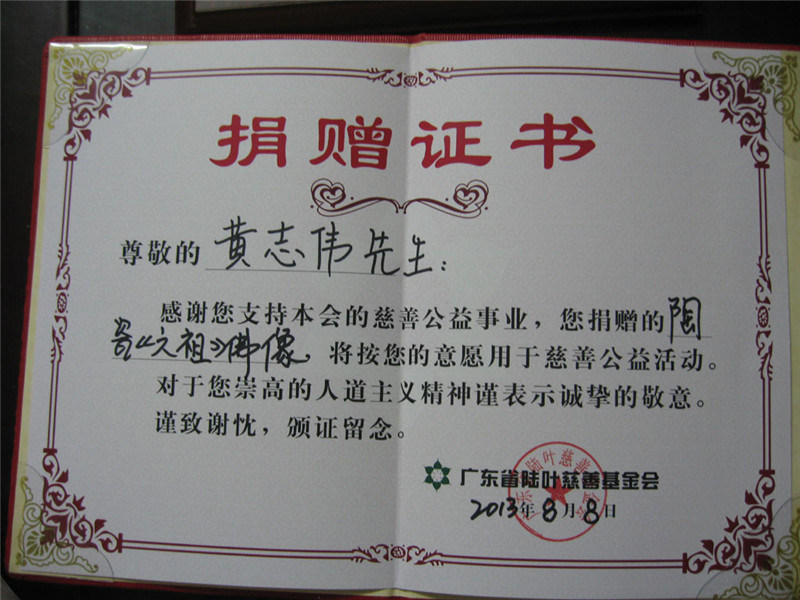 捐赠证书
尊敬的 黄志伟先生：
感谢您支持本会的慈善公益事业，您捐赠的陶
瓷《六祖》佛像，将按您的意愿用于慈善公益活动。
对于您崇高的人道主义精神谨表示诚挚的敬意。
谨致谢忱，颁证留念。
广东省陆叶慈善基金会
2013年8月8日